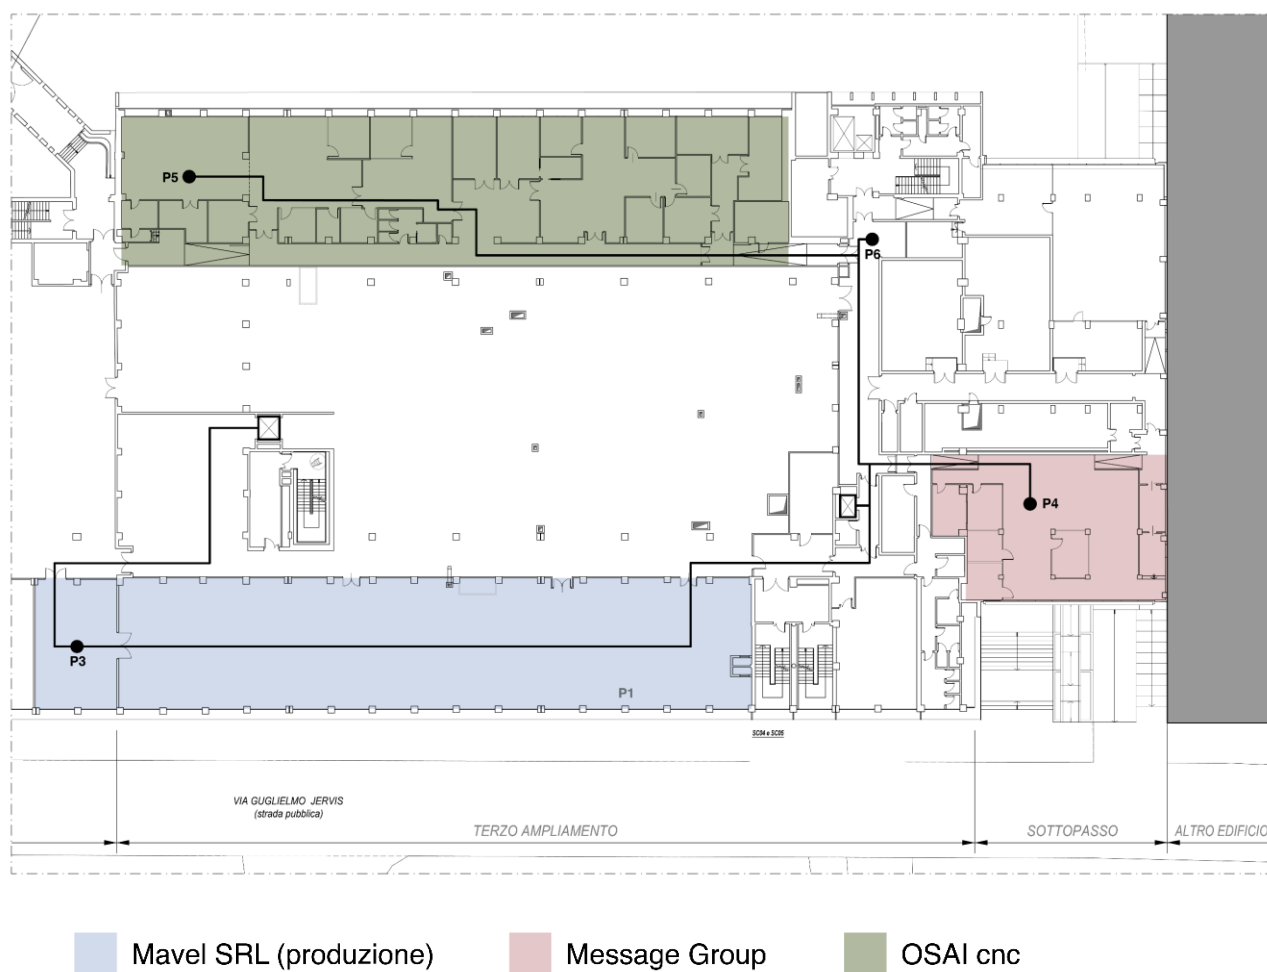 P5
P6
P4
P3
P1
SC04 e SC05
VIA GUGLIELMO JERVIS
(strada pubblica)
TERZO AMPLIAMENTO
SOTTOPASSO
ALTRO EDIFICIO
Mavel SRL (produzione)
Message Group
OSAI cnc